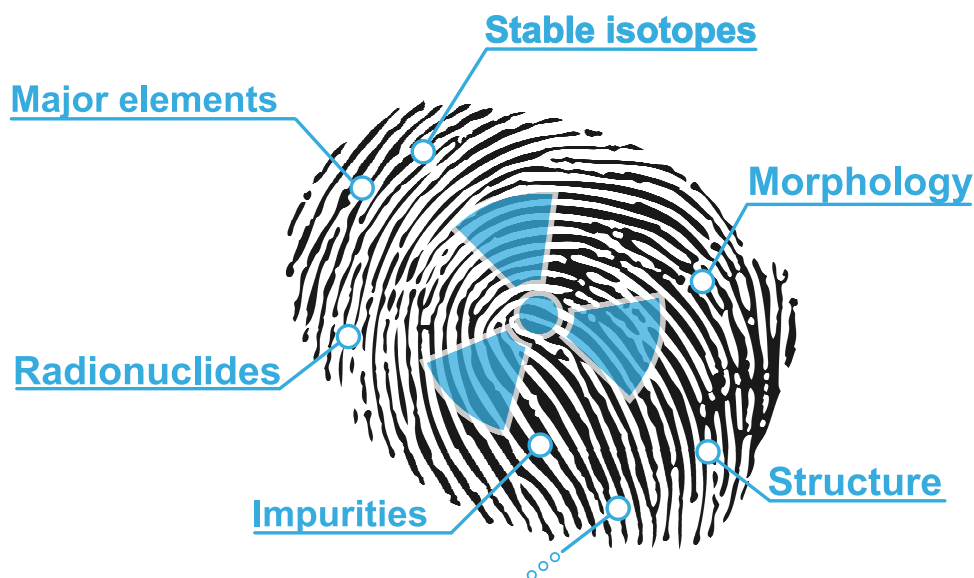 Stable isotopes
Major elements
Morphology
Radionuclides
Structure
Impurities